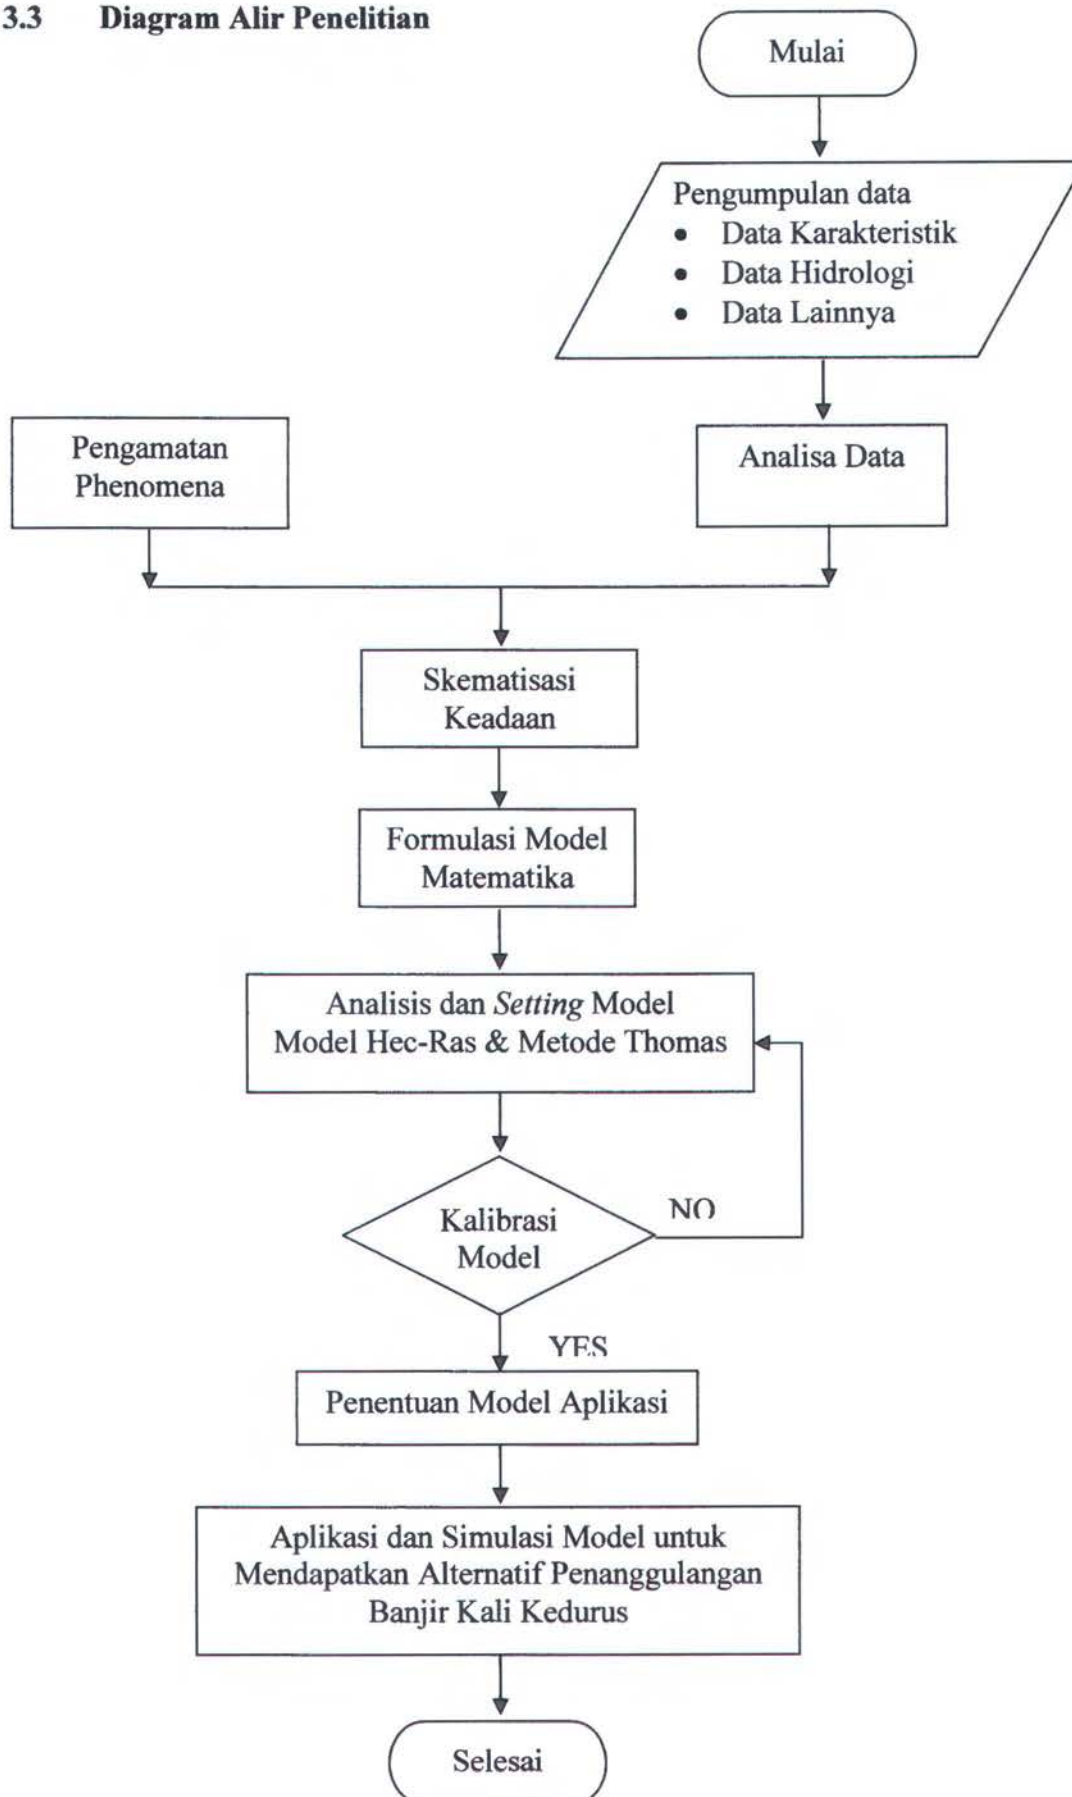 3.3 Diagram Alir Penelitian
Mulai
Pengumpulan data
• Data Karakteristik
• Data Hidrologi
• Data Lainnya
Pengamatan
Phenomena
Analisa Data
Skematisasi
Keadaan
Formulasi Model
Matematika
Analisis dan Setting Model
Model Hec-Ras & Metode Thomas
Kalibrasi
Model
NO
YES
Penentuan Model Aplikasi
Aplikasi dan Simulasi Model untuk
Mendapatkan Alternatif Penanggulangan
Banjir Kali Kedurus
Selesai